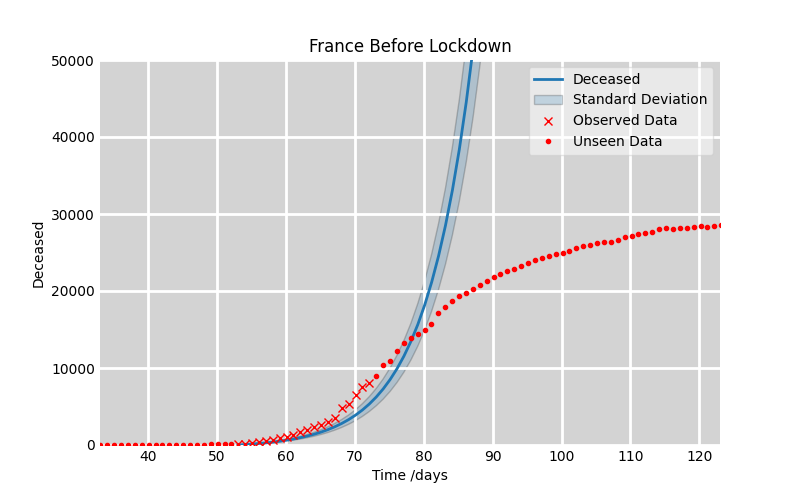 France Before Lockdown
Deceased
Standard Deviation
Observed Data
Unseen Data
50000
40000
30000
20000
10000
0
Deceased
40 50 60 70 80 90 100 110 120
Time /days